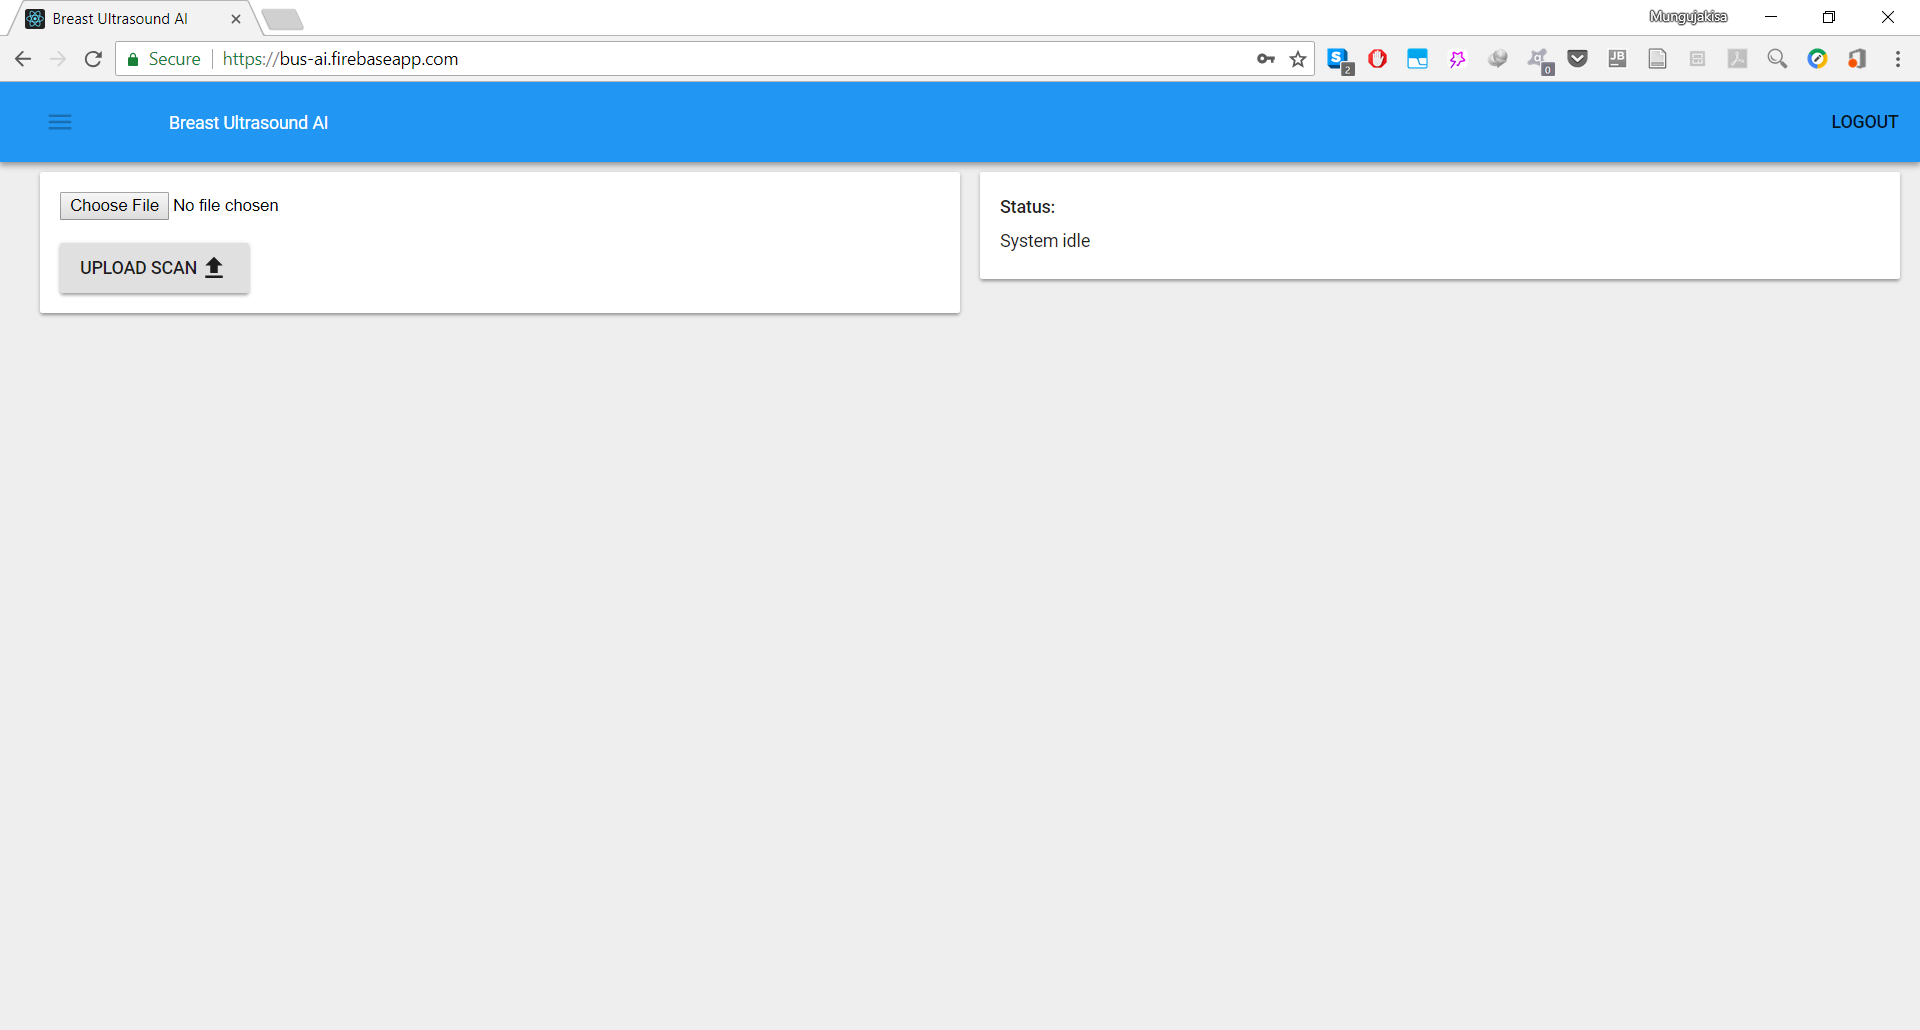 Breast Ultrasound AI
Mungujakisa
Secure
https://bus-ai.firebaseapp.com
S
2
0
JB
Breast Ultrasound AI
LOGOUT
Choose File No file chosen
UPLOAD SCAN
Status:
System idle